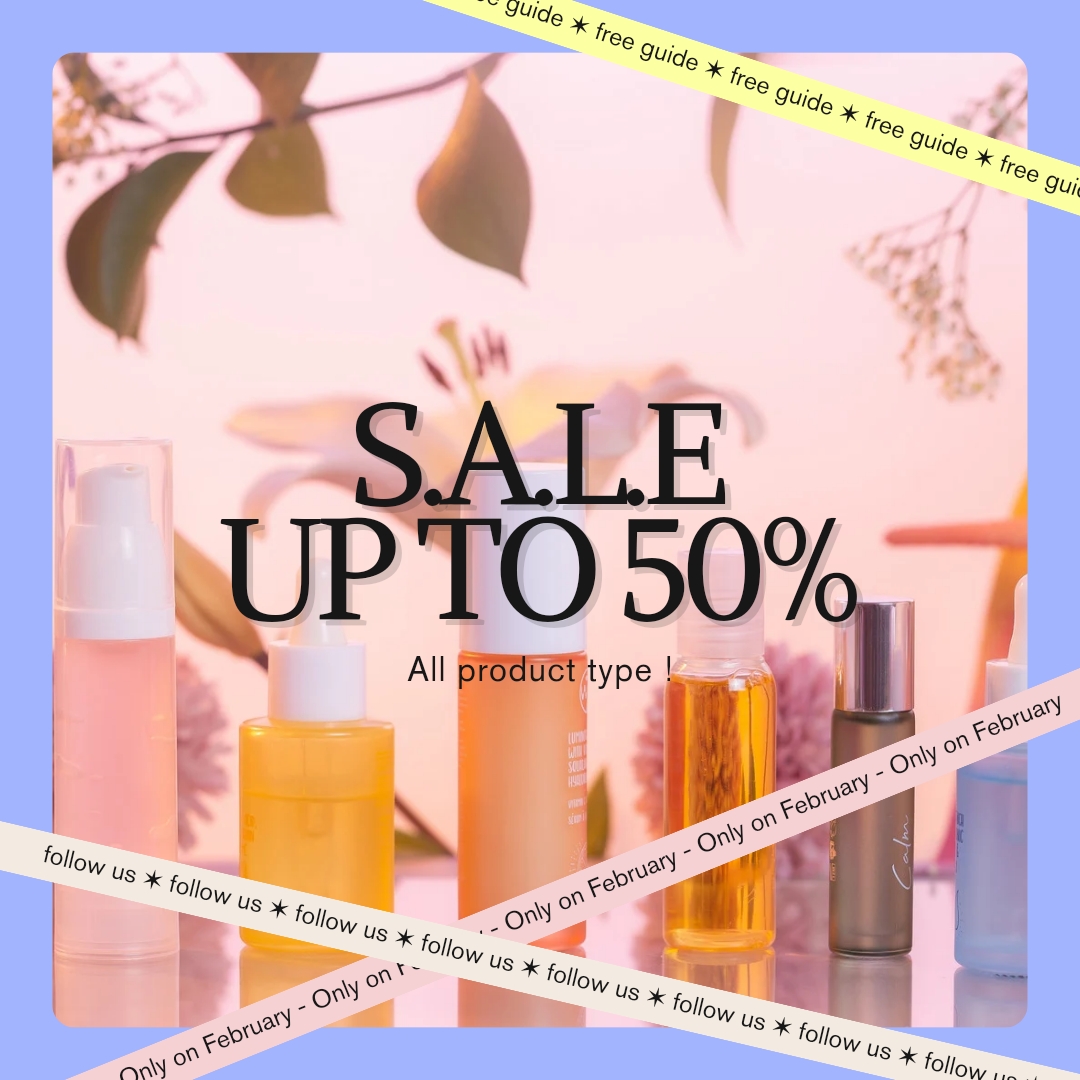 guide ✶ free guide ✶ free guide ✶ free guide ✶ free
S.A.L.E
UP TO 50%
All product type !
Calm
Only on February - Only on February - Only on February - Only on February
follow us ✶ follow us ✶ follow us ✶ follow us ✶ follow us ✶ follow us ✶ follow us ✶ follow us